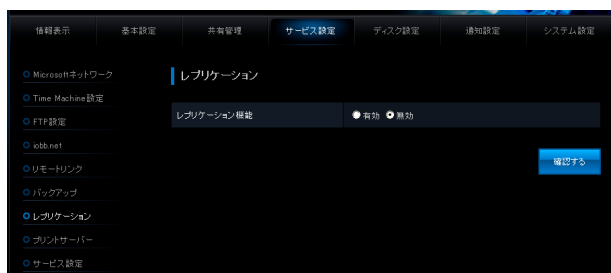 情報表示 基本設定 共有管理 サービス設定 ディスク設定 通知設定 システム設定
Microsoftネットワーク
Time Machine設定
FTP設定
iobb.net
リモートリンク
バックアップ
レプリケーション
プリントサーバー
サービス設定
レプリケーション
レプリケーション機能 有効 無効
確認する